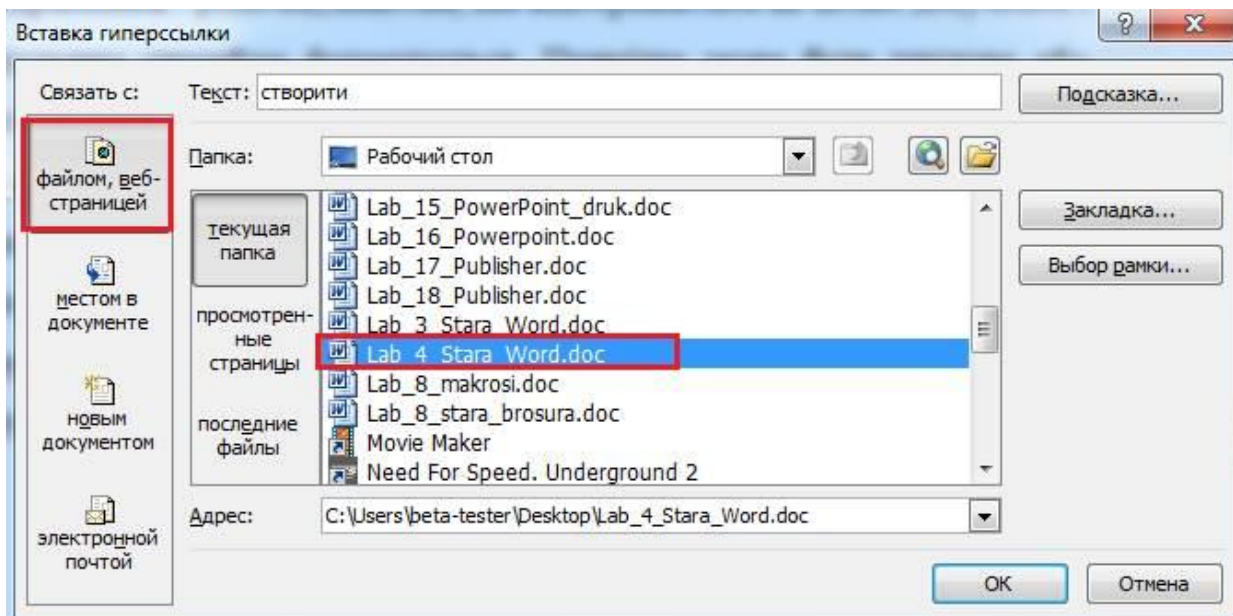 Вставка гиперссылки
Связать с:
Текст: створити
Подсказка...
файлом, веб-
страницей
Папка:
Рабочий стол
местом в
документе
новым
документом
электронной
почтой
текущая
папка
просмотрен-
ные
страницы
последние
файлы
Lab_15_PowerPoint_druk.doc
Lab_16_Powerpoint.doc
Lab_17_Publisher.doc
Lab_18_Publisher.doc
Lab_3_Stara_Word.doc
Lab_4_Stara_Word.doc
Lab_8_makrosi.doc
Lab_8_stara_brosura.doc
Movie Maker
Need For Speed. Underground 2
Закладка...
Выбор рамки...
Адрес:
C:\Users\beta-tester\Desktop\Lab_4_Stara_Word.doc
ОК
Отмена